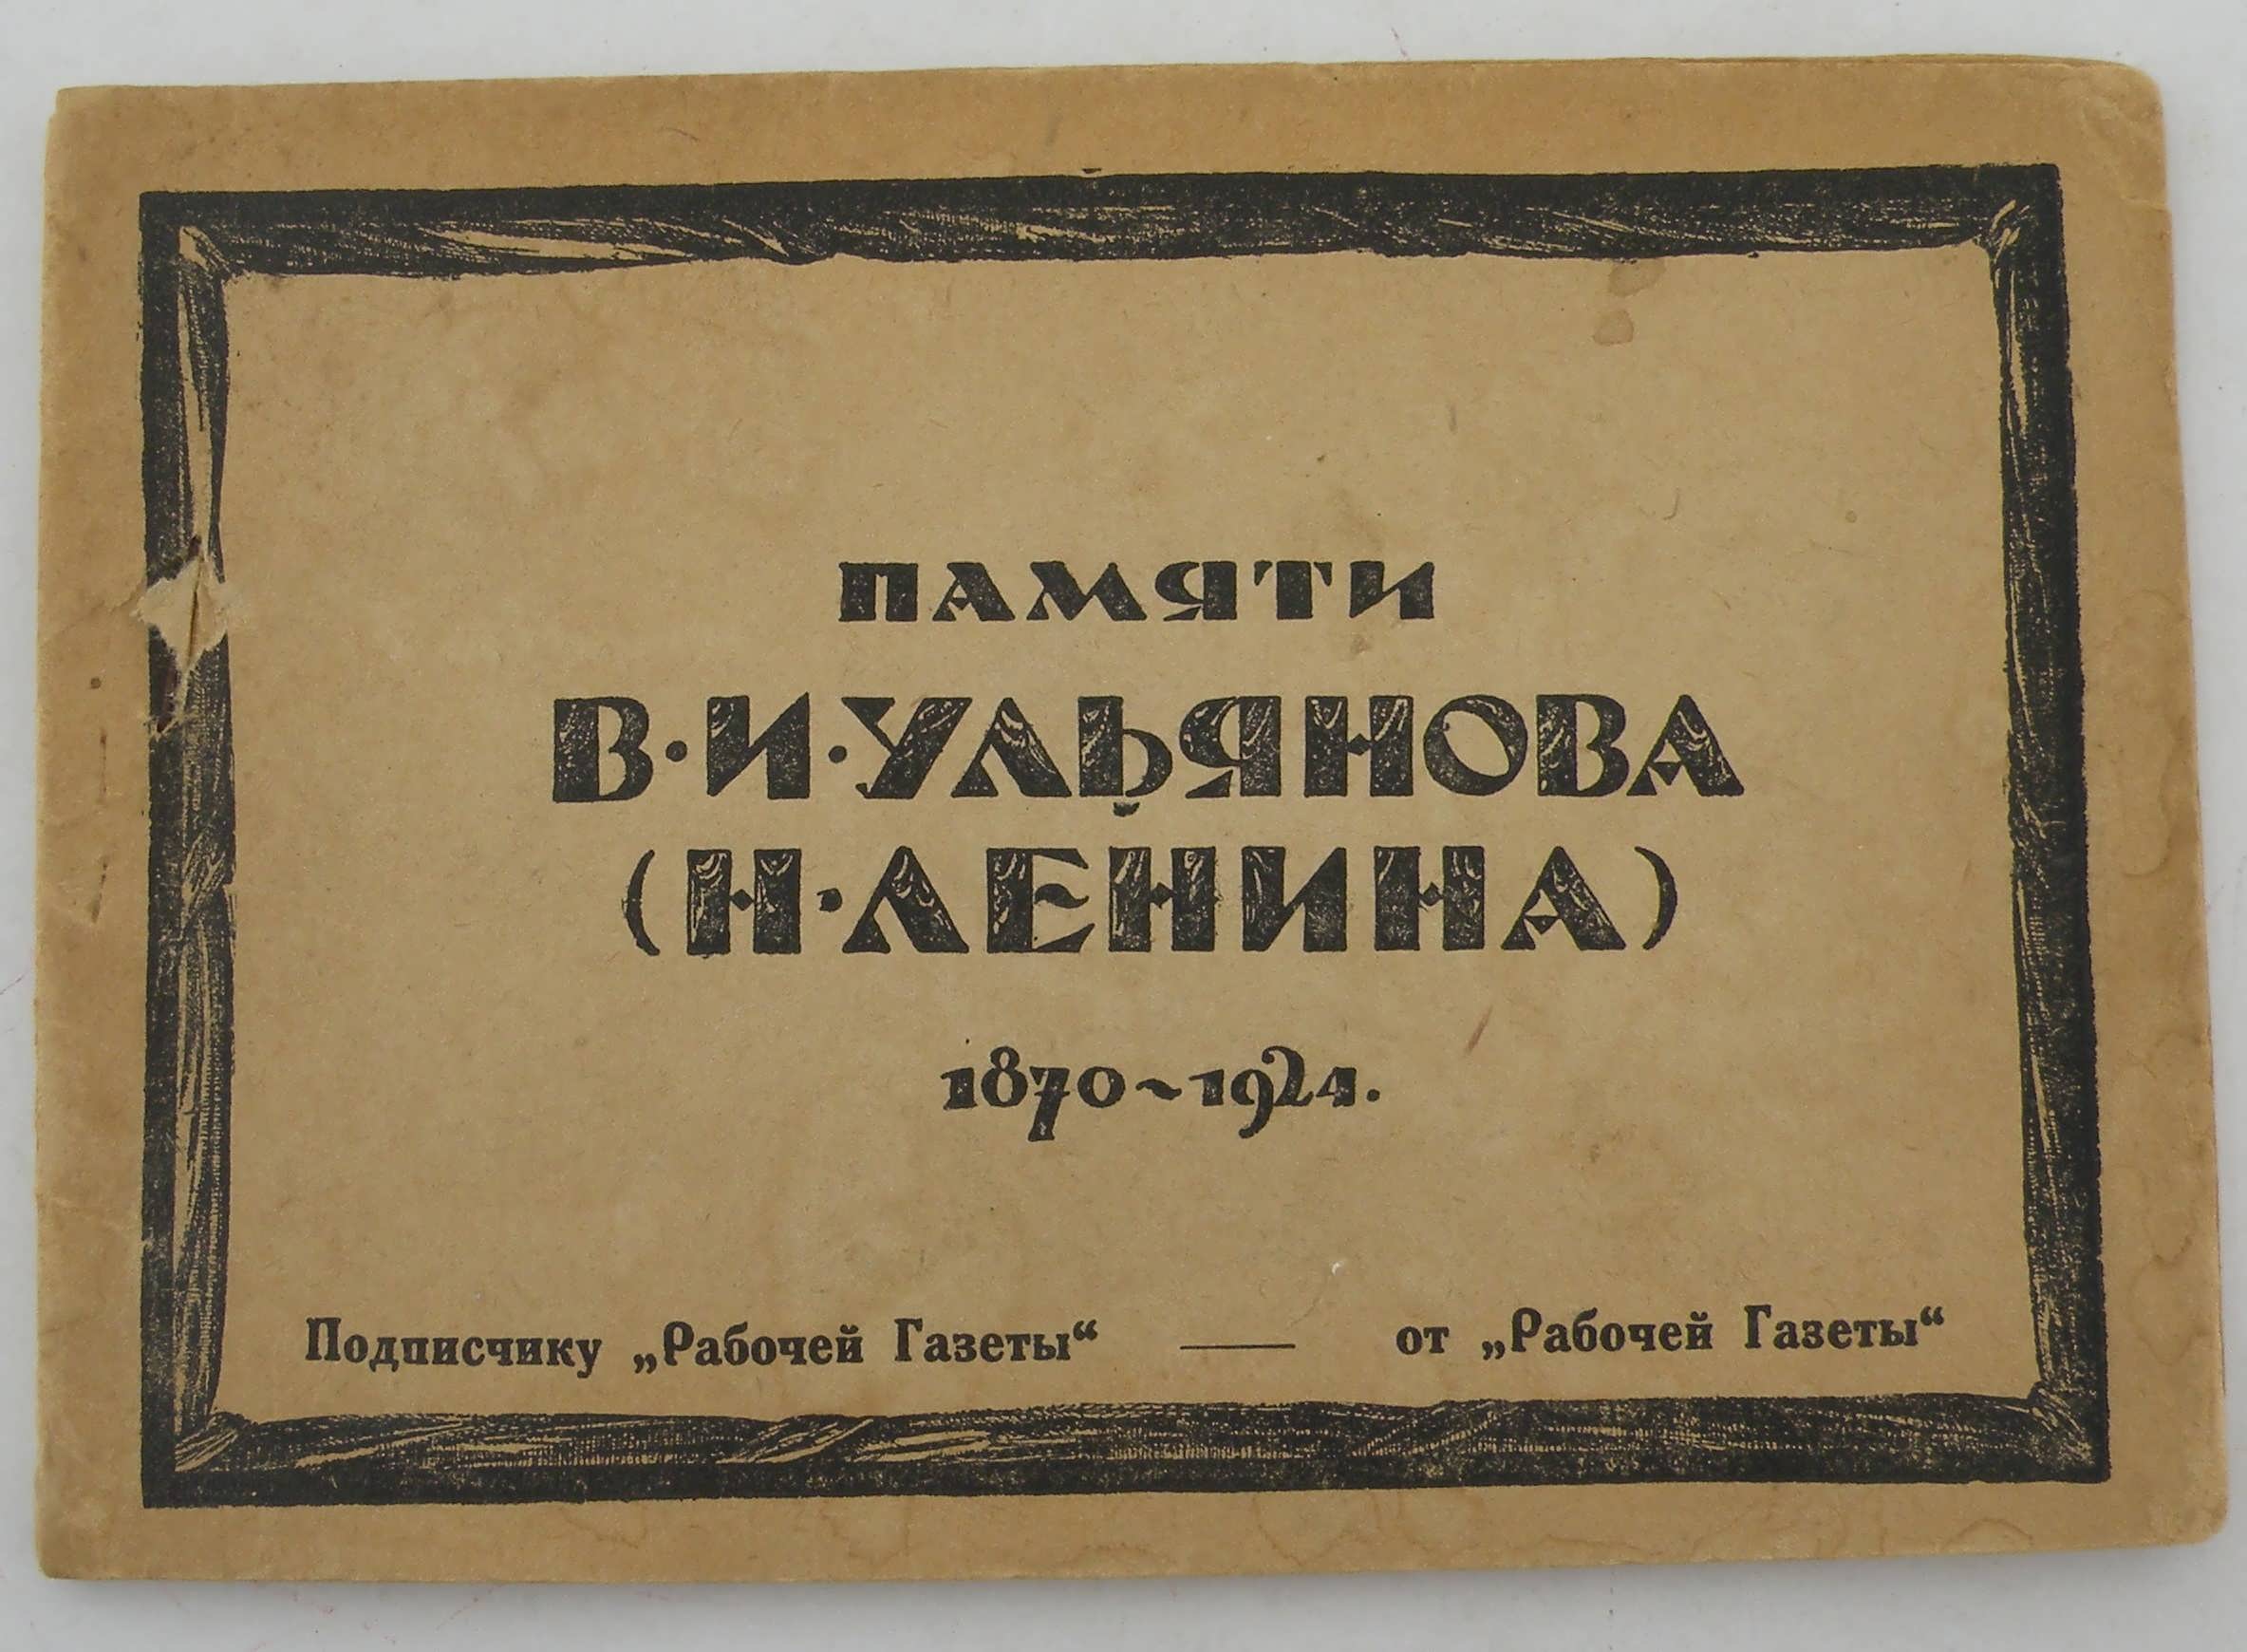 ПАМЯТИ
В·И·УЛЬЯНОВА
(Н·ЛЕНИНА)
1870~1924.
Подписчику „Рабочей Газеты“ — от „Рабочей Газеты“